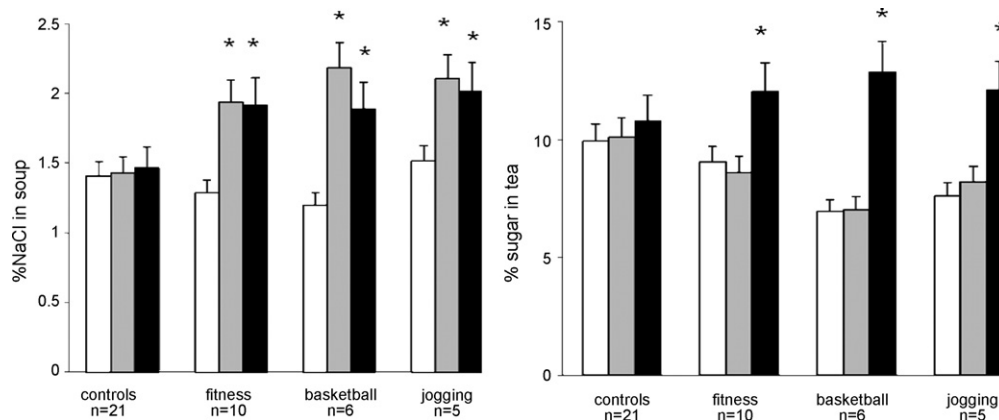 %NaCl in soup
2.5
2
1.5
1
0.5
0
* * * * * *
controls fitness basketball jogging
n=21 n=10 n=6 n=5
% sugar in tea
15
10
5
0
* * *
controls fitness basketball jogging
n=21 n=10 n=6 n=5